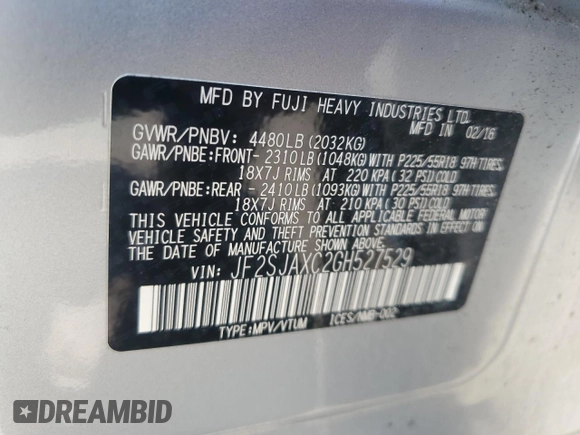 MFD BY FUJI HEAVY INDUSTRIES LTD.
IN 02/16
GVWR/PNBV: 4480LB (2032KG)
GAWR/PNBE:FRONT- 2310LB(1048KG)WITH P225/55R18 97H TIRES,
18X7J RIMS AT 220 KPA (32 PSI)COLD
GAWR/PNBE:REAR -2410LB(1093KG)WITH P225/55R18 97H TIRES,
18X7J RIMS AT 210 KPA (30 PSI)COLD
THIS VEHICLE CONFORMS TO ALL APPLICABLE FEDERAL MOTOR
VEHICLE SAFETY AND THEFT PREVENTION STANDARDS IN EFFECT ON
THE DATE OF MANUFACTURE SHOWN ABOVE.
VIN: JF2SJAXC2GH527529
TYPE:MPV/VTUM ICES/NMB-002
DREAMBID